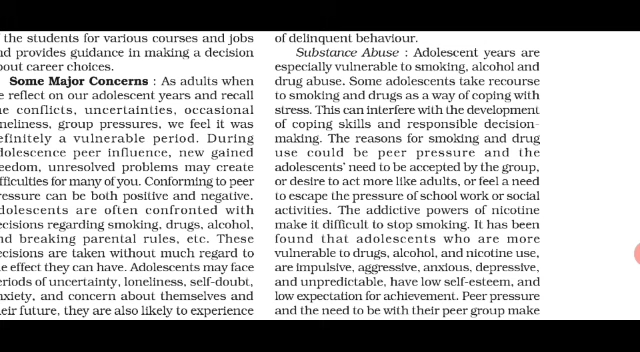 the students for various courses and jobs
nd provides guidance in making a decision
bout career choices.
Some Major Concerns : As adults when
e reflect on our adolescent years and recall
he conflicts, uncertainties, occasional
neliness, group pressures, we feel it was
efinitely a vulnerable period. During
dolescence peer influence, new gained
eedom, unresolved problems may create
fficulties for many of you. Conforming to peer
ressure can be both positive and negative.
dolescents are often confronted with
ecisions regarding smoking, drugs, alcohol,
nd breaking parental rules, etc. These
ecisions are taken without much regard to
e effect they can have. Adolescents may face
eriods of uncertainty, loneliness, self-doubt,
nxiety, and concern about themselves and
heir future, they are also likely to experience
of delinquent behaviour.
Substance Abuse : Adolescent years are
especially vulnerable to smoking, alcohol and
drug abuse. Some adolescents take recourse
to smoking and drugs as a way of coping with
stress. This can interfere with the development
of coping skills and responsible decision-
making. The reasons for smoking and drug
use could be peer pressure and the
adolescents' need to be accepted by the group,
or desire to act more like adults, or feel a need
to escape the pressure of school work or social
activities. The addictive powers of nicotine
make it difficult to stop smoking. It has been
found that adolescents who are more
vulnerable to drugs, alcohol, and nicotine use,
are impulsive, aggressive, anxious, depressive,
and unpredictable, have low self-esteem, and
low expectation for achievement. Peer pressure
and the need to be with their peer group make